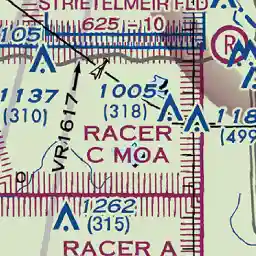 STRIETELMEIR FLD
625 - 10
105
R
1137
(310)
1005
(318)
118
(499
VR1617
RACER
C MOA
1262
(315)
RACER A